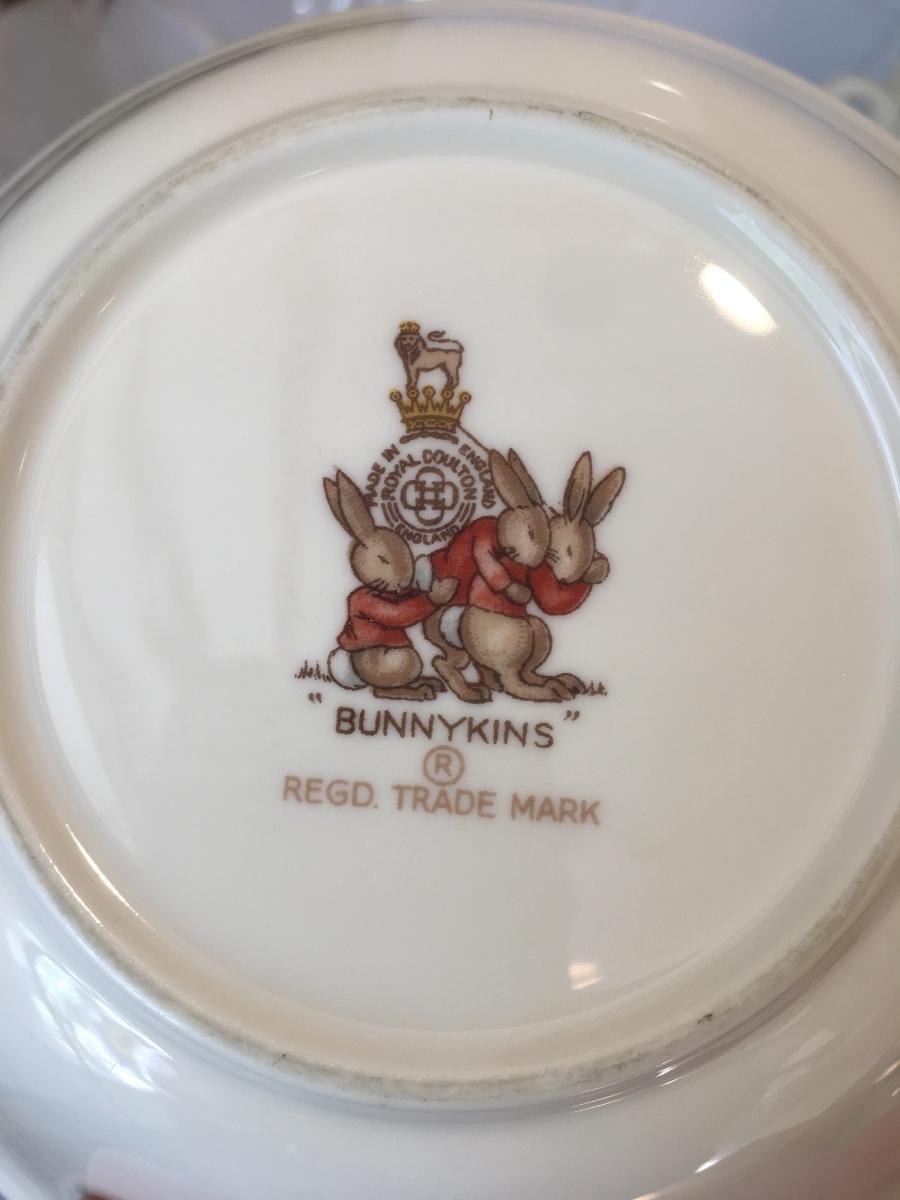 MADE IN ENGLAND
ROYAL DOULTON
ENGLAND
"BUNNYKINS"
®
REGD. TRADE MARK